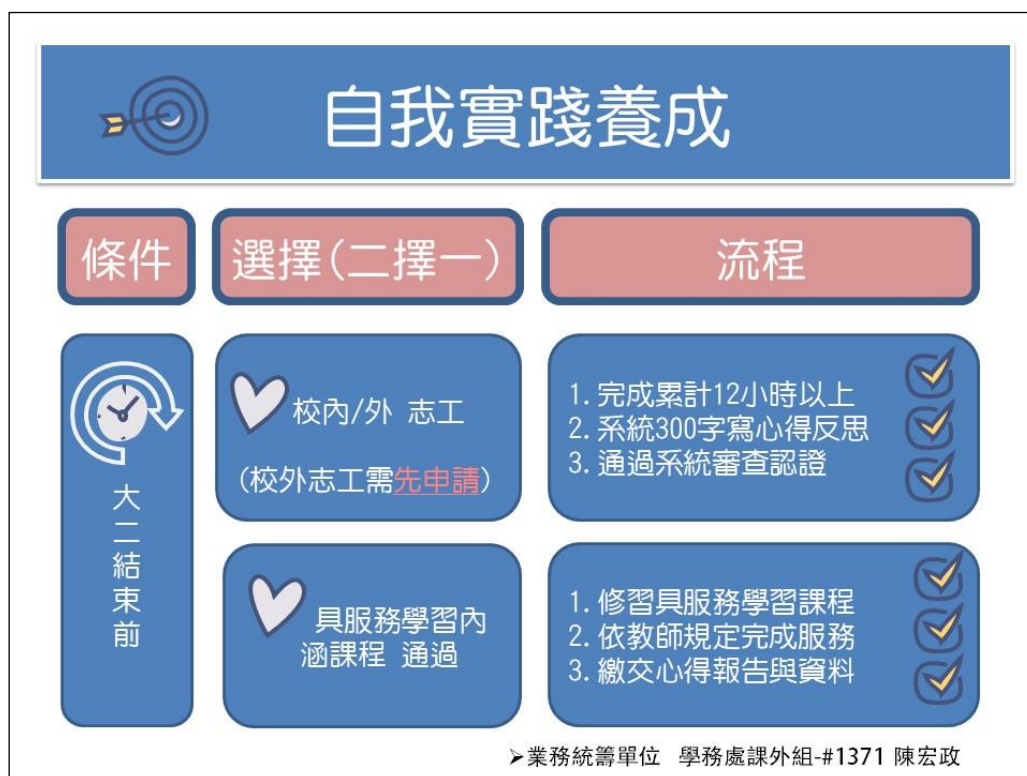 自我實踐養成
條件
選擇(二擇一)
流程
大二結束前
校內/外 志工
(校外志工需先申請)
1. 完成累計12小時以上
2. 系統300字寫心得反思
3. 通過系統審查認證
具服務學習內
涵課程 通過
1. 修習具服務學習課程
2. 依教師規定完成服務
3. 繳交心得報告與資料
➢業務統籌單位 學務處課外組-#1371 陳宏政